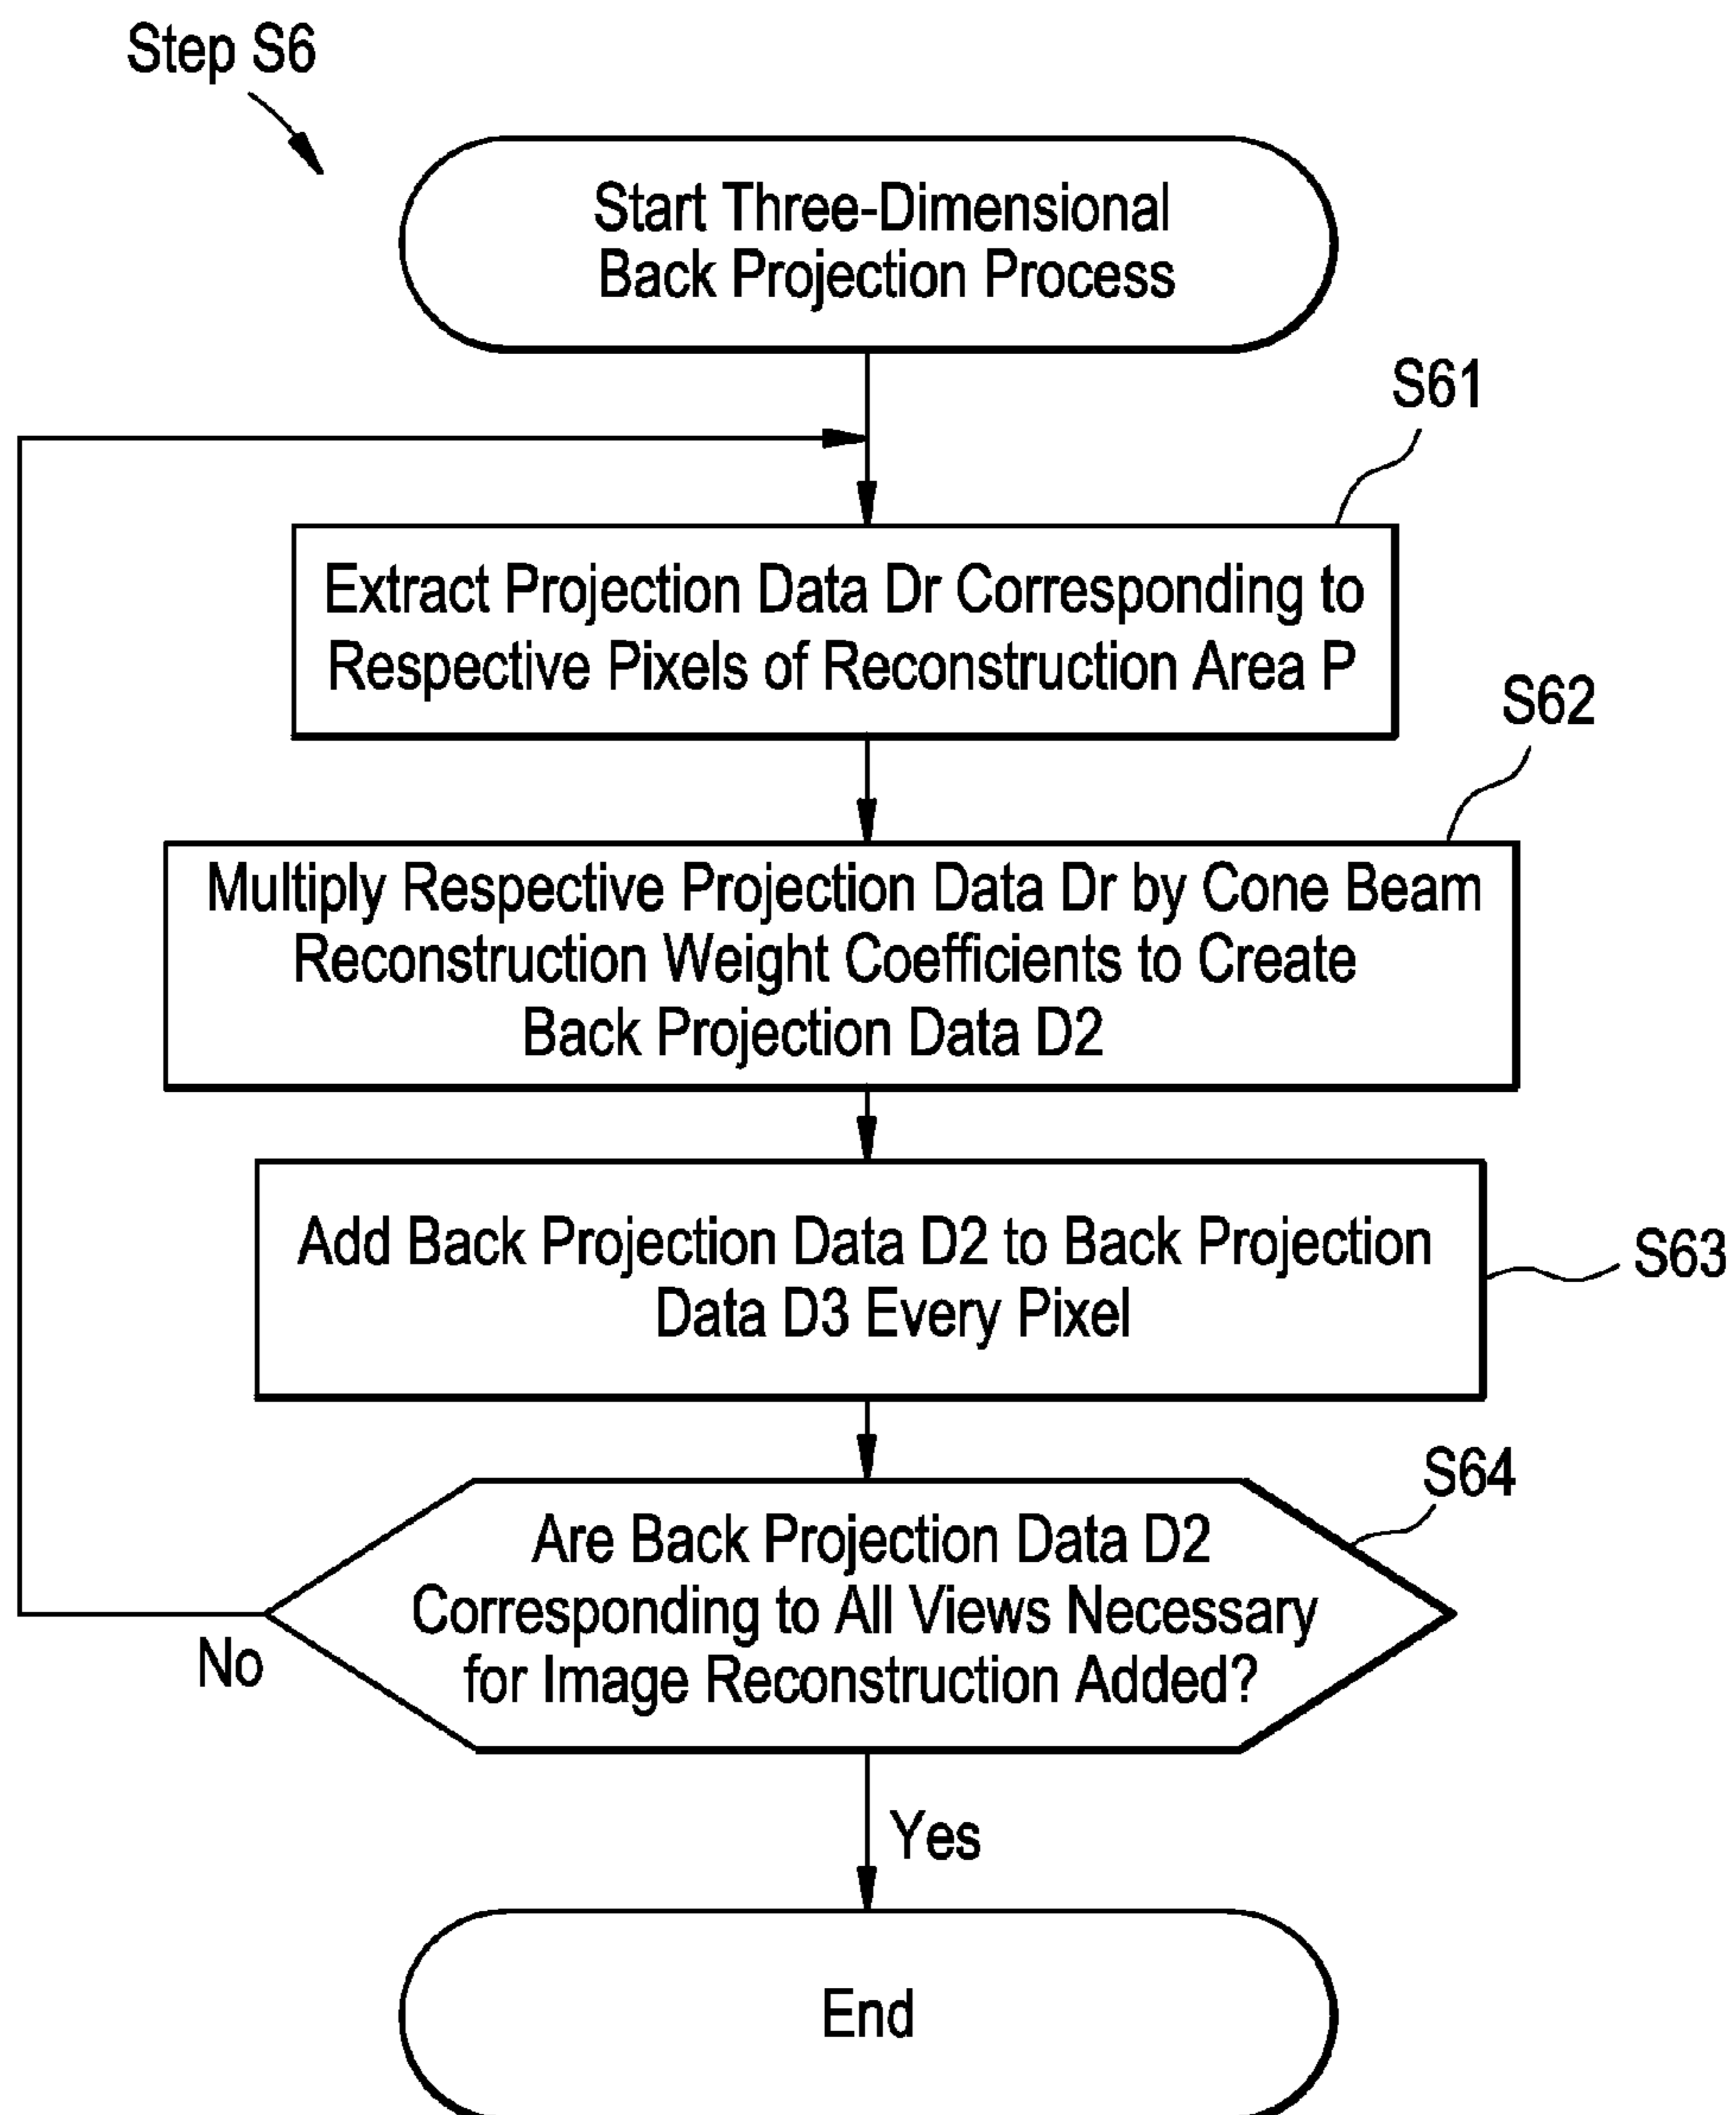 Step S6
Start Three-Dimensional
Back Projection Process
S61
Extract Projection Data Dr Corresponding to
Respective Pixels of Reconstruction Area P
S62
Multiply Respective Projection Data Dr by Cone Beam
Reconstruction Weight Coefficients to Create
Back Projection Data D2
Add Back Projection Data D2 to Back Projection
Data D3 Every Pixel
S63
S64
Are Back Projection Data D2
Corresponding to All Views Necessary
for Image Reconstruction Added?
No
Yes
End